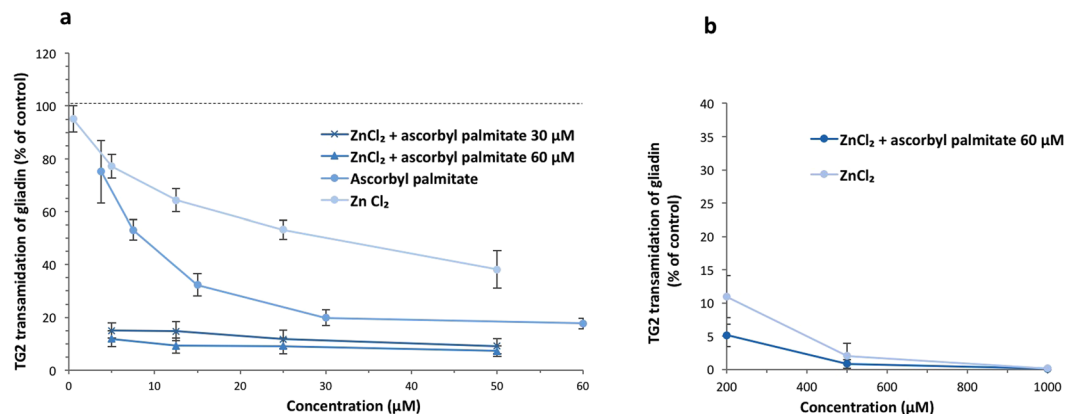 a
TG2 transamidation of gliadin (% of control)
120
100
80
60
40
20
0
0 10 20 30 40 50 60
Concentration (μM)
ZnCl₂ + ascorbyl palmitate 30 μM
ZnCl₂ + ascorbyl palmitate 60 μM
Ascorbyl palmitate
Zn Cl₂
b
TG2 transamidation of gliadin
(% of control)
40
35
30
25
20
15
10
5
0
200 400 600 800 1000
Concentration (μM)
ZnCl₂ + ascorbyl palmitate 60 μM
ZnCl₂